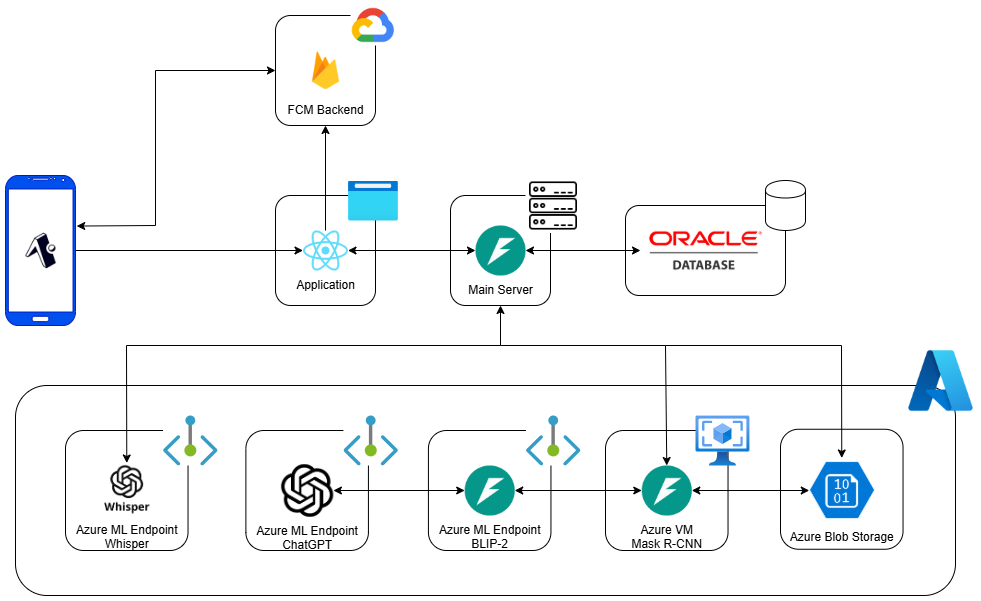 FCM Backend
Application
Main Server
ORACLE®
DATABASE
Whisper
Azure ML Endpoint
Whisper
Azure ML Endpoint
ChatGPT
Azure ML Endpoint
BLIP-2
Azure VM
Mask R-CNN
10
01
Azure Blob Storage